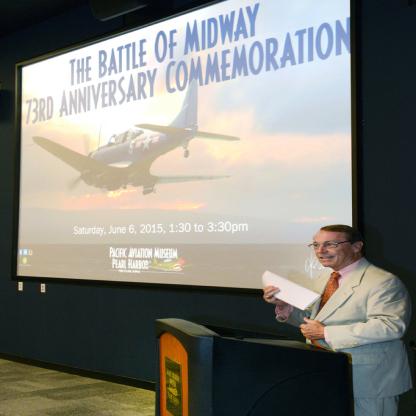 THE BATTLE OF MIDWAY
73RD ANNIVERSARY COMMEMORATION
Saturday, June 6, 2015, 1:30 to 3:30pm
PACIFIC AVIATION MUSEUM
PEARL HARBOR